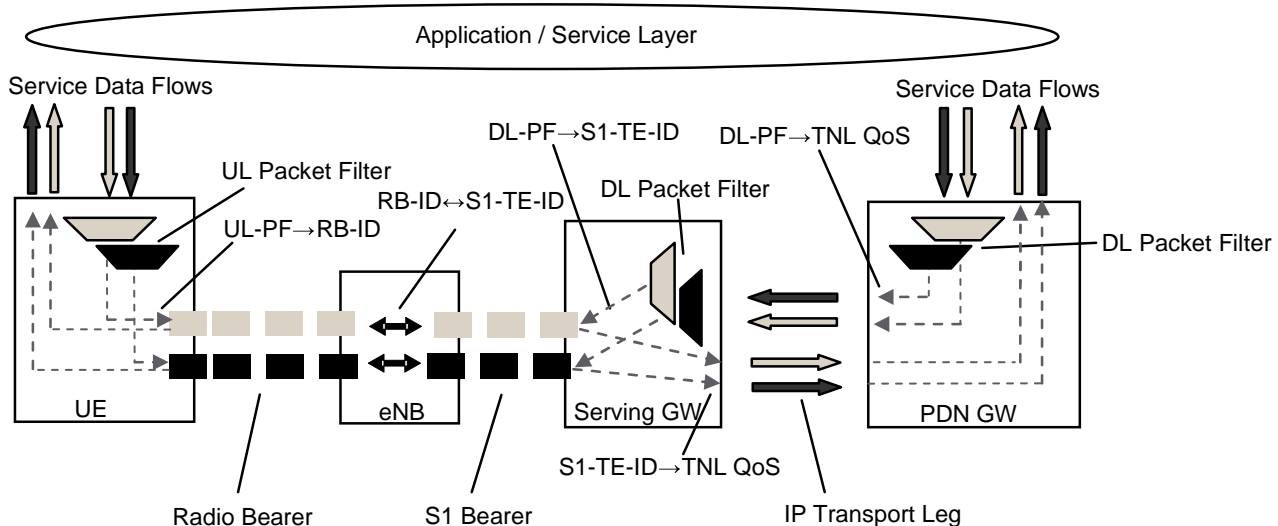 Application / Service Layer
Service Data Flows
Service Data Flows
DL-PF→S1-TE-ID
DL-PF→TNL QoS
UL Packet Filter
DL Packet Filter
RB-ID↔S1-TE-ID
UL-PF→RB-ID
DL Packet Filter
UE
eNB
Serving GW
PDN GW
S1-TE-ID→TNL QoS
Radio Bearer
S1 Bearer
IP Transport Leg